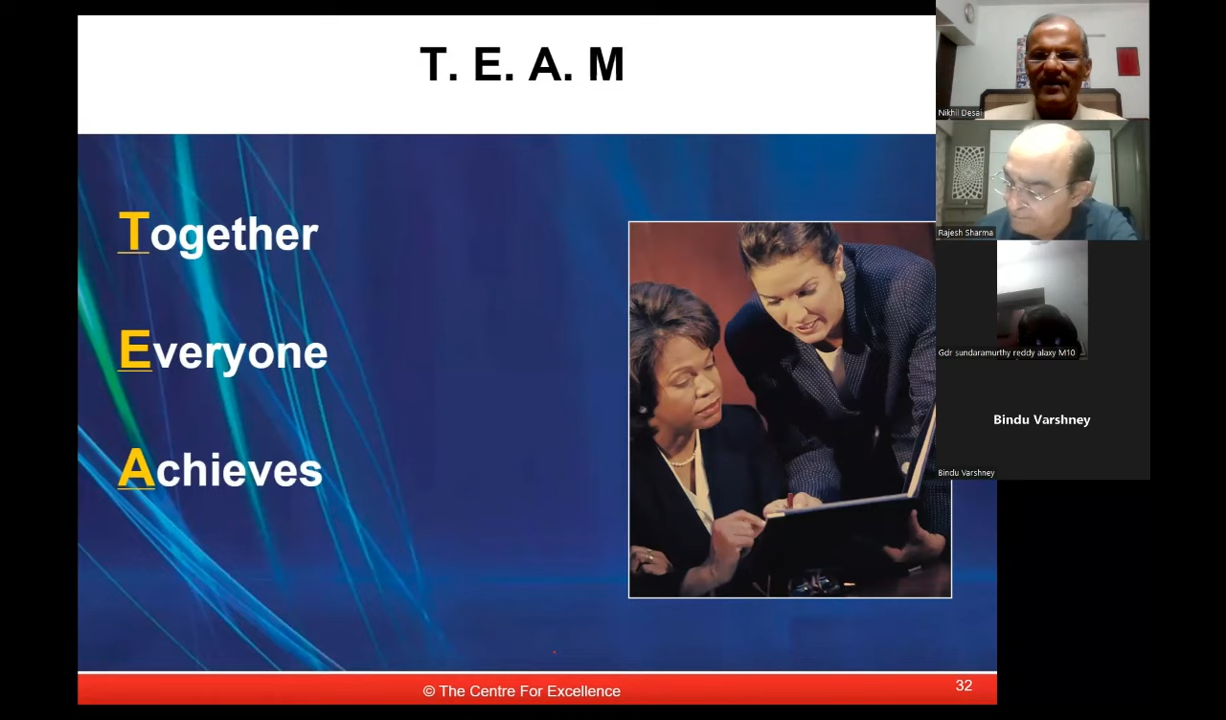 T. E. A. M
Together
Everyone
Achieves
© The Centre For Excellence
32
Nikhil Desai
Rajesh Sharma
Gdr sundaramurthy reddy alaxy M10
Bindu Varshney
Bindu Varshney